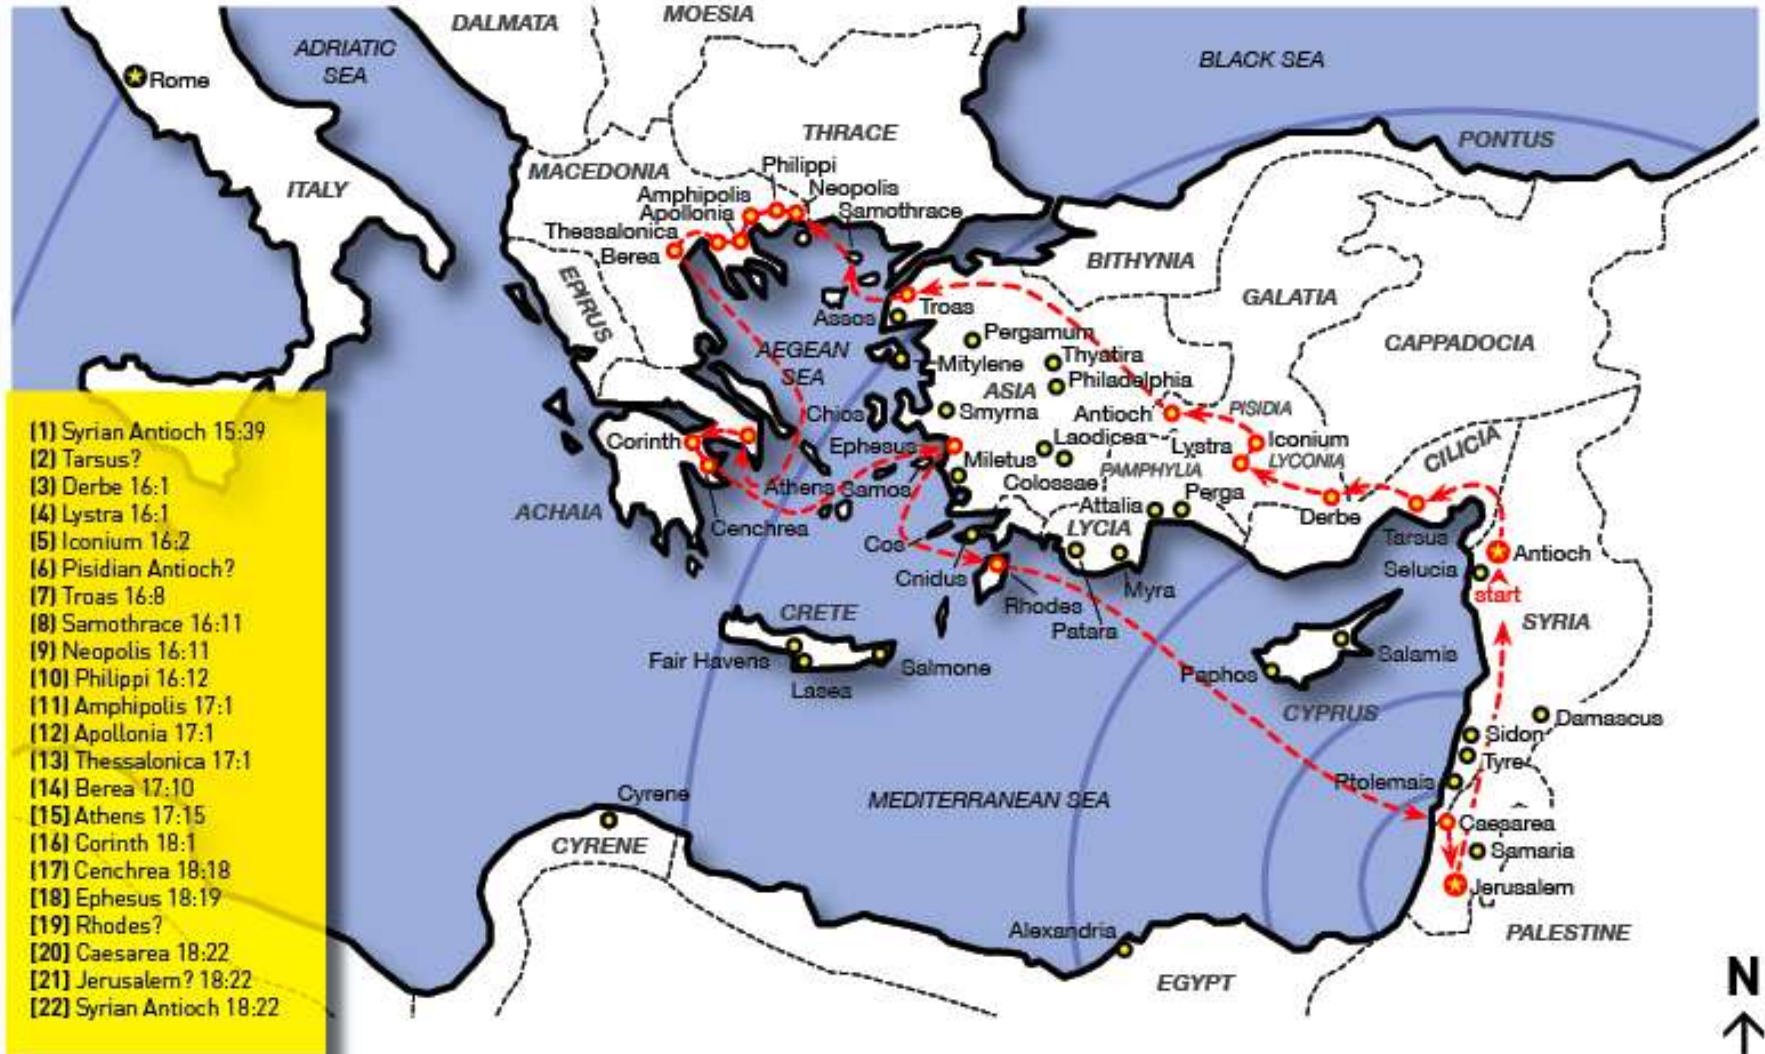 DALMATA
MOESIA
ADRIATIC
SEA
BLACK SEA
Rome
THRACE
PONTUS
ITALY
MACEDONIA
Philippi
Neopolis
Amphipolis
Apollonia
Samothrace
Thessalonica
Berea
BITHYNIA
EPIRUS
GALATIA
Troas
Assos
Pergamum
CAPPADOCIA
AEGEAN
SEA
Mitylene
Thyatira
Philadelphia
ASIA
Smyrna
Chios
Antioch
PISIDIA
Corinth
Ephesus
Laodicea
Lystra
Iconium
LYCONIA
CILICIA
Miletus
PAMPHYLIA
Colossae
Athens
Samos
Attalia
Perga
ACHAIA
Cenchrea
LYCIA
Derbe
Tarsus
Cos
Antioch
Cnidus
Selucia
start
Myra
Rhodes
Patara
CRETE
SYRIA
Fair Havens
Lasea
Salmone
Salamis
Paphos
CYPRUS
Damascus
Sidon
Tyre
Ptolemais
MEDITERRANEAN SEA
Cyrene
CYRENE
Caesarea
Samaria
Jerusalem
Alexandria
PALESTINE
EGYPT
N
(1) Syrian Antioch 15:39
(2) Tarsus?
(3) Derbe 16:1
(4) Lystra 16:1
(5) Iconium 16:2
(6) Pisidian Antioch?
(7) Troas 16:8
(8) Samothrace 16:11
(9) Neopolis 16:11
(10) Philippi 16:12
(11) Amphipolis 17:1
(12) Apollonia 17:1
(13) Thessalonica 17:1
(14) Berea 17:10
(15) Athens 17:15
(16) Corinth 18:1
(17) Cenchrea 18:18
(18) Ephesus 18:19
(19) Rhodes?
(20) Caesarea 18:22
(21) Jerusalem? 18:22
(22) Syrian Antioch 18:22